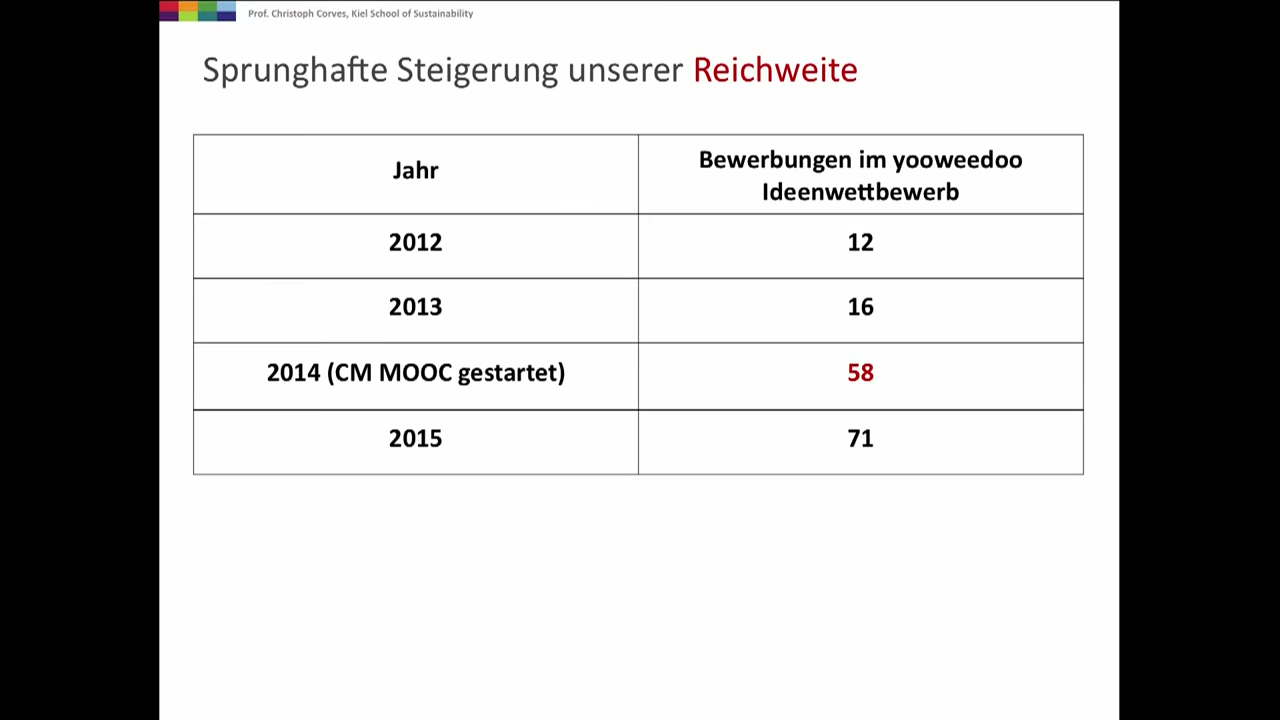 Prof. Christoph Corves, Kiel School of Sustainability
Sprunghafte Steigerung unserer Reichweite
Jahr
Bewerbungen im yooweedoo
Ideenwettbewerb
2012
12
2013
16
2014 (CM MOOC gestartet)
58
2015
71